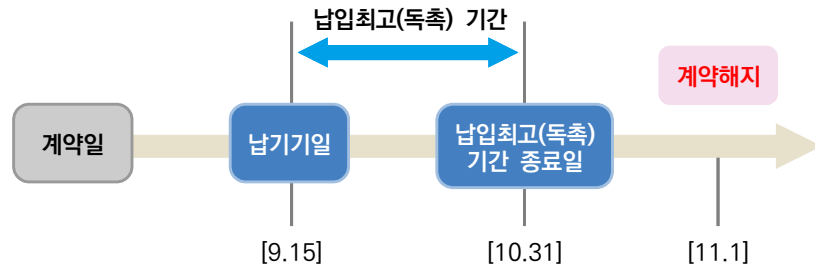 납입최고(독촉) 기간
계약해지
계약일
납기기일
납입최고(독촉)
기간 종료일
[9.15]
[10.31]
[11.1]